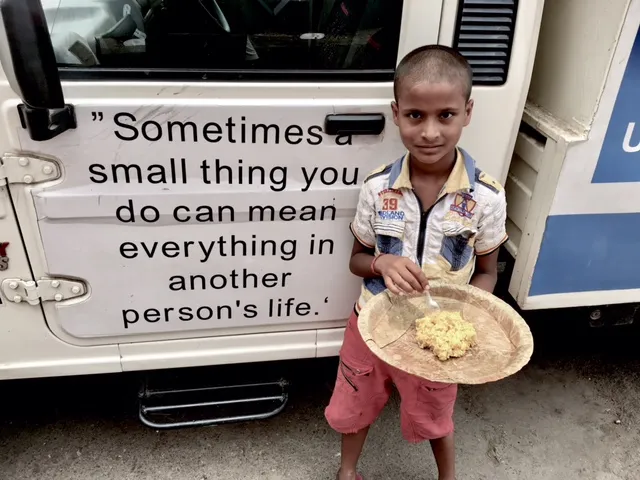 " Sometimes a
small thing you
do can mean
everything in
another
person's life.‘
39
U